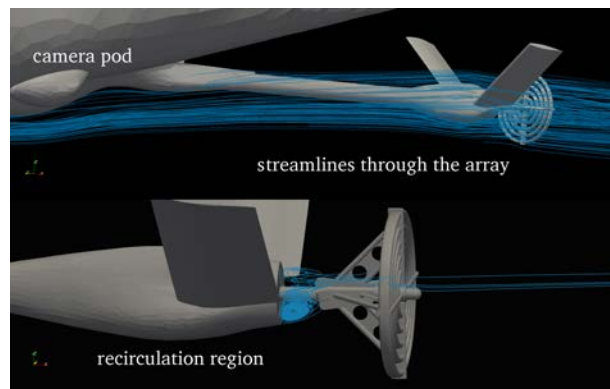 camera pod
streamlines through the array
recirculation region